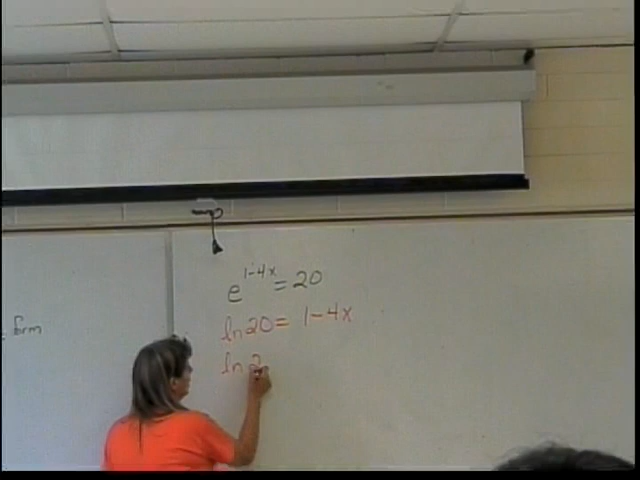 e^{1-4x} = 20
ln 20 = 1 - 4x
ln 2
form